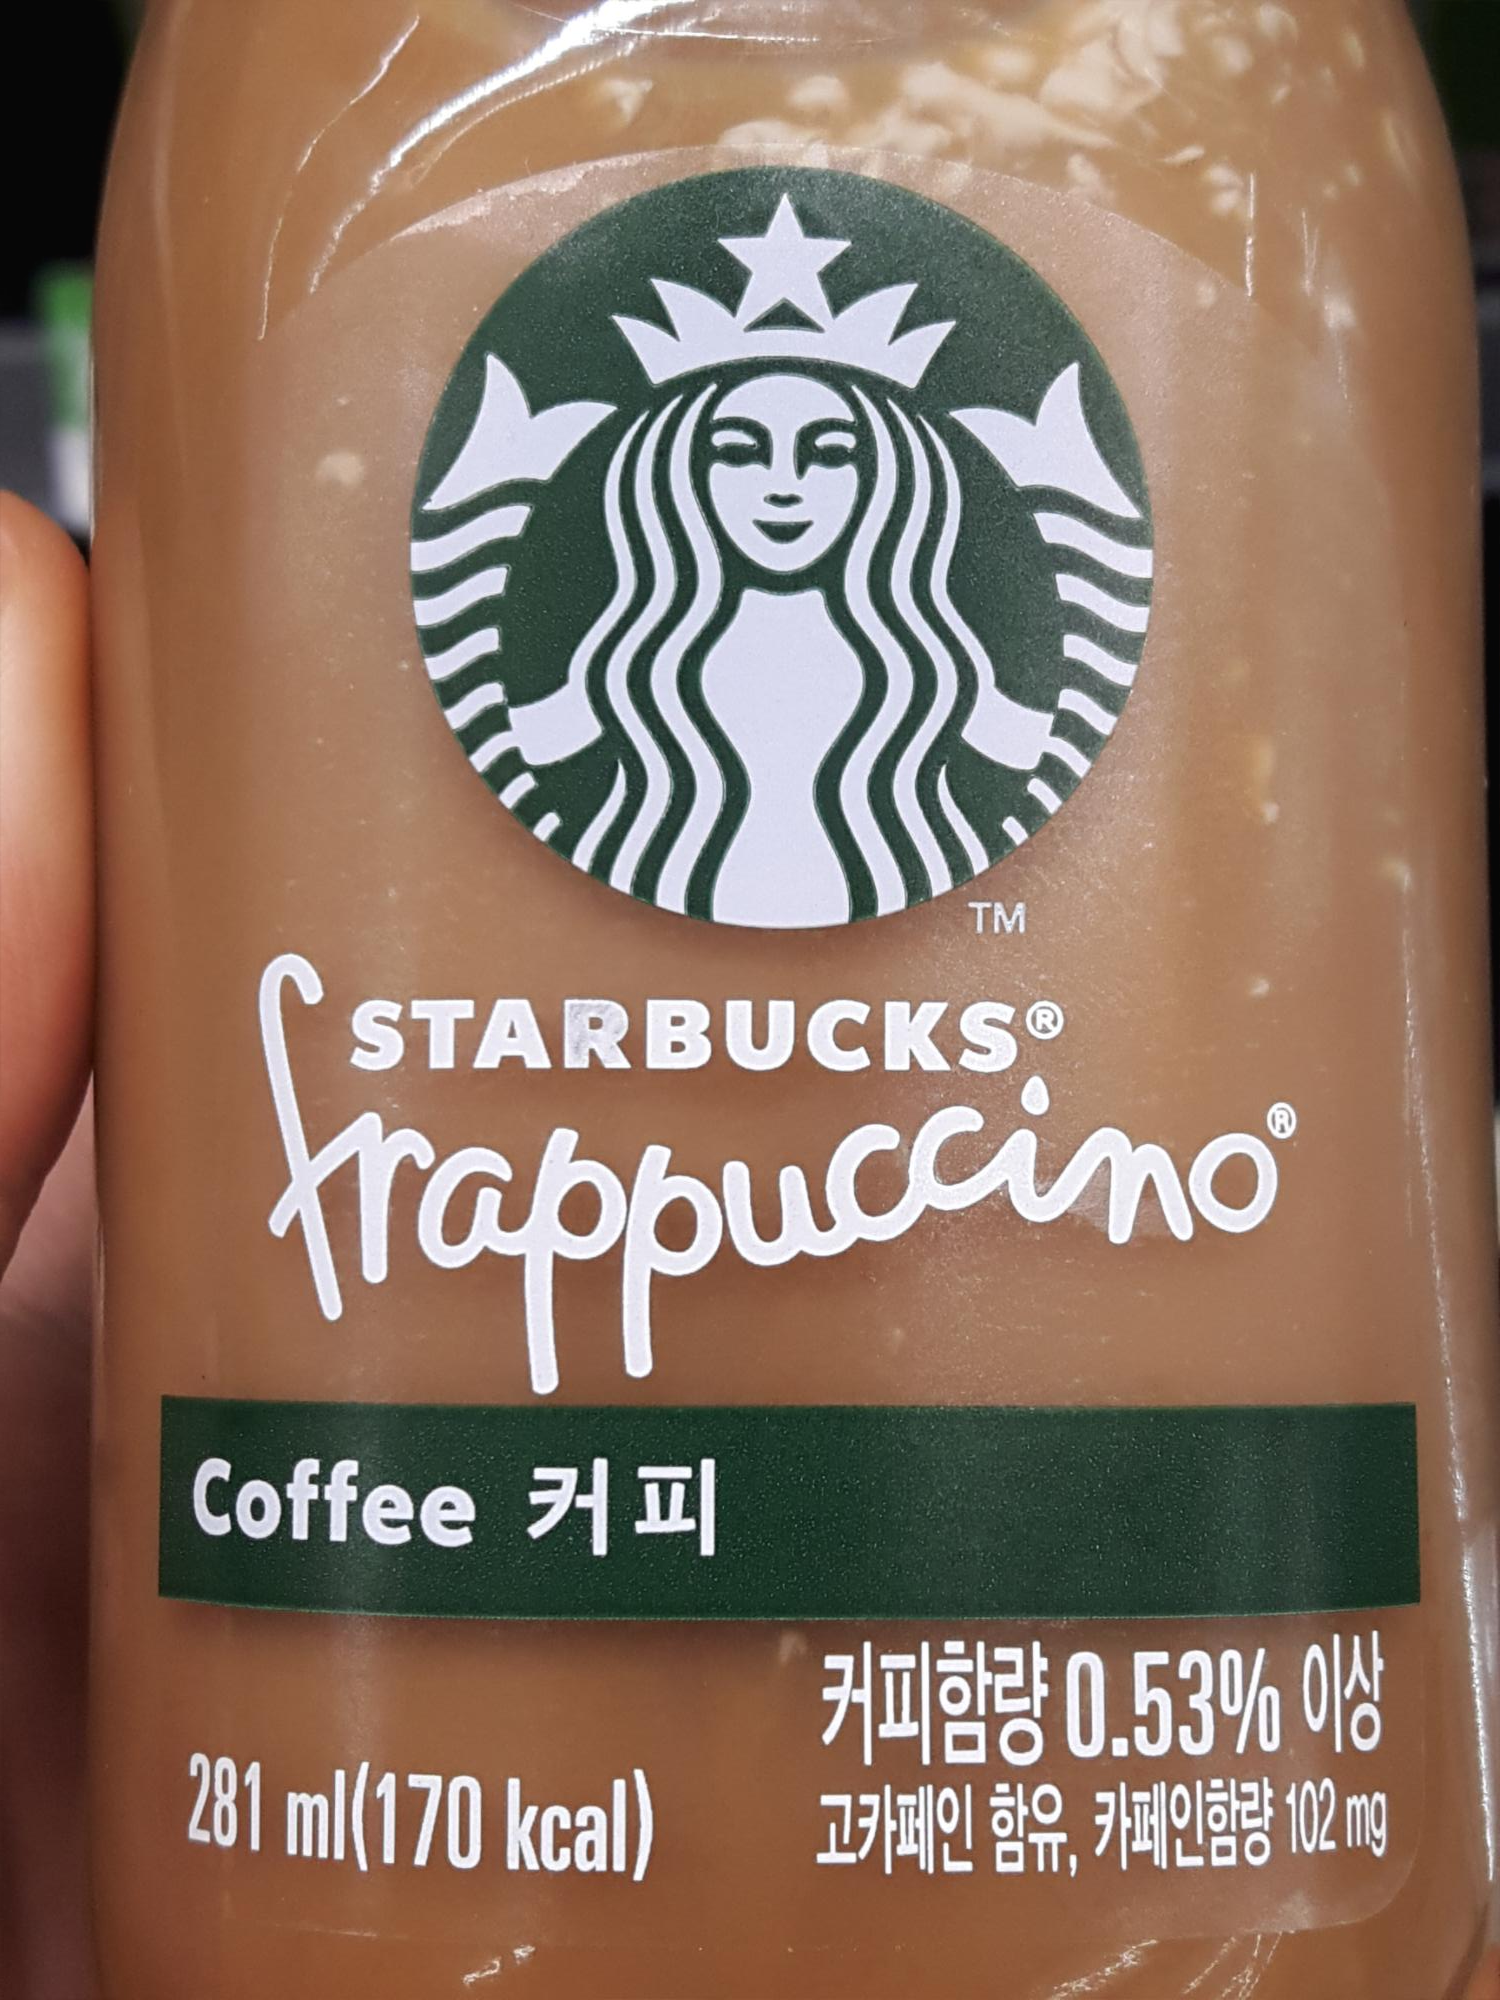 TM
STARBUCKS®
frappuccino®
Coffee 커피
커피함량 0.53% 이상
281 ml(170 kcal)
고카페인 함유, 카페인함량 102 mg